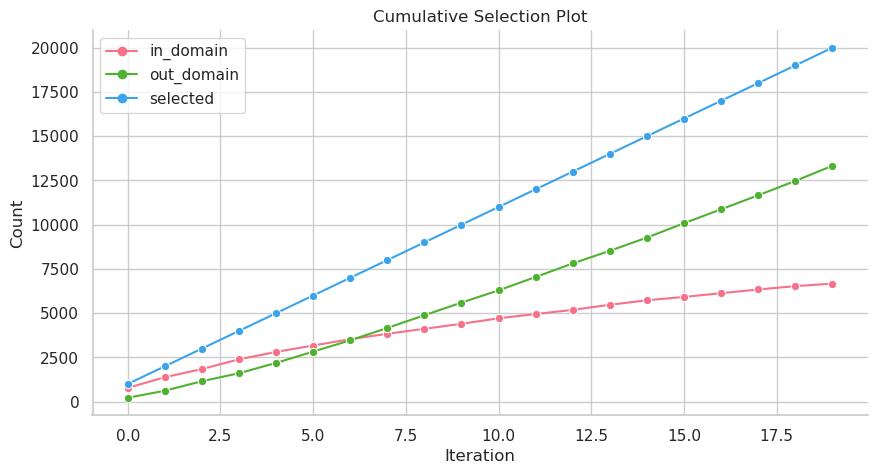 Cumulative Selection Plot
in_domain
out_domain
selected
20000
17500
15000
12500
10000
7500
5000
2500
0
Count
0.0 2.5 5.0 7.5 10.0 12.5 15.0 17.5
Iteration